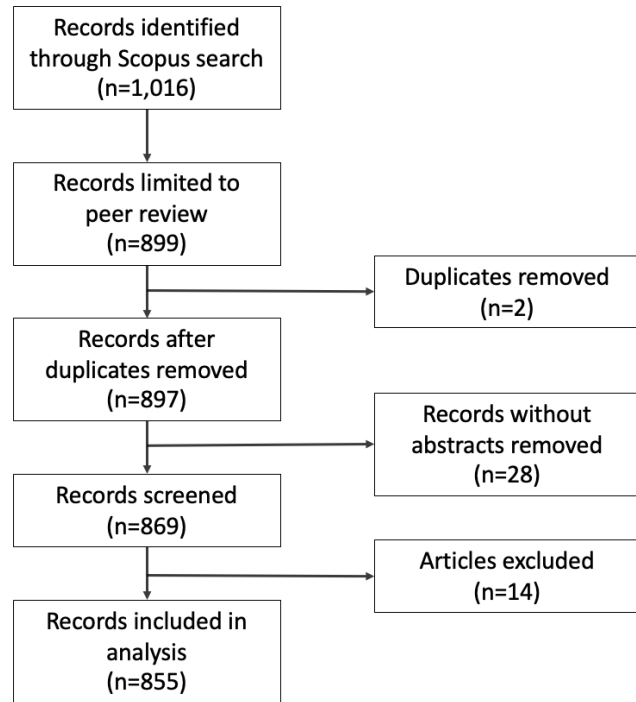 Records identified
through Scopus search
(n=1,016)
Records limited to
peer review
(n=899)
Duplicates removed
(n=2)
Records after
duplicates removed
(n=897)
Records without
abstracts removed
(n=28)
Records screened
(n=869)
Articles excluded
(n=14)
Records included in
analysis
(n=855)